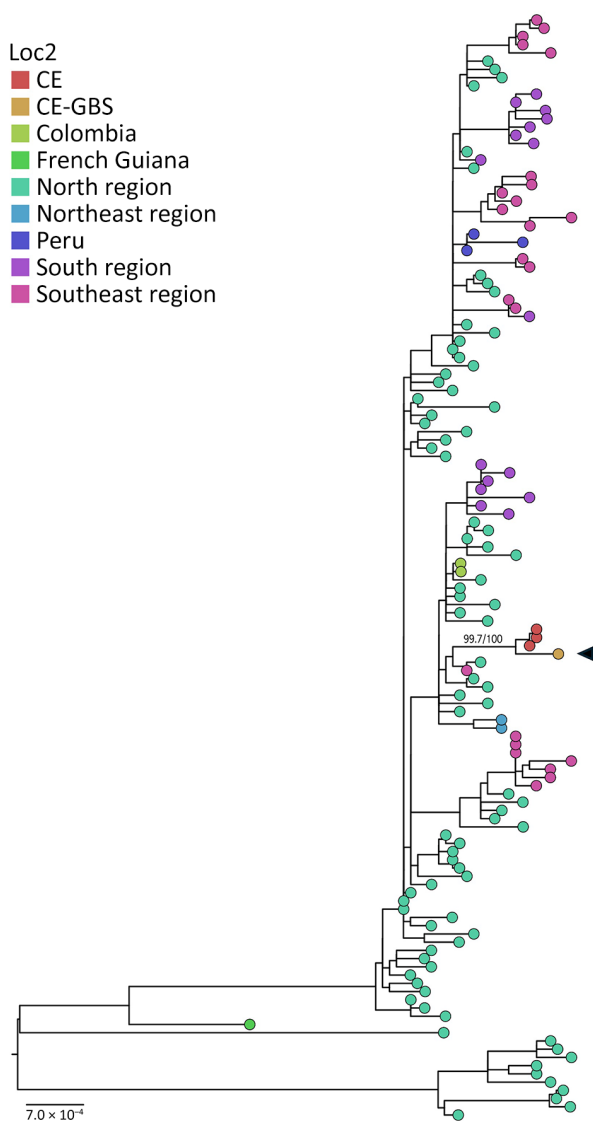 Loc2
CE
CE-GBS
Colombia
French Guiana
North region
Northeast region
Peru
South region
Southeast region
99.7/100
7.0 × 10⁻⁴